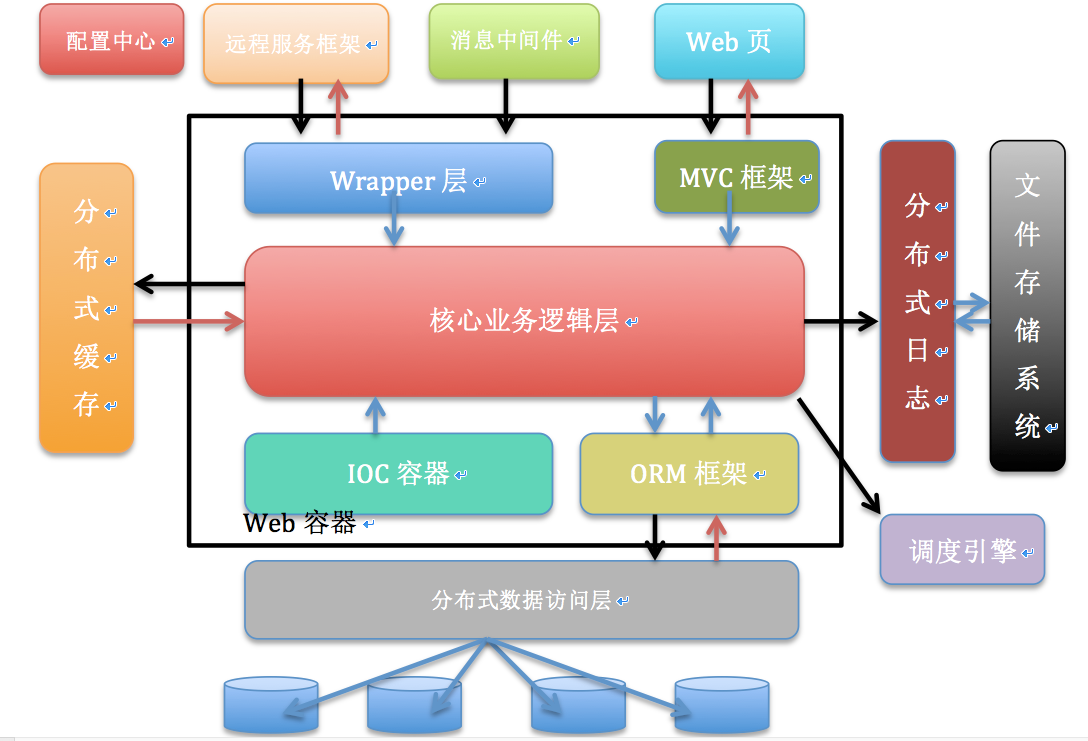 配置中心
远程服务框架
消息中间件
Web 页
Wrapper 层
MVC 框架
分
布
式
缓
存
核心业务逻辑层
分
布
式
日
志
文
件
存
储
系
统
IOC 容器
ORM 框架
Web 容器
调度引擎
分布式数据访问层